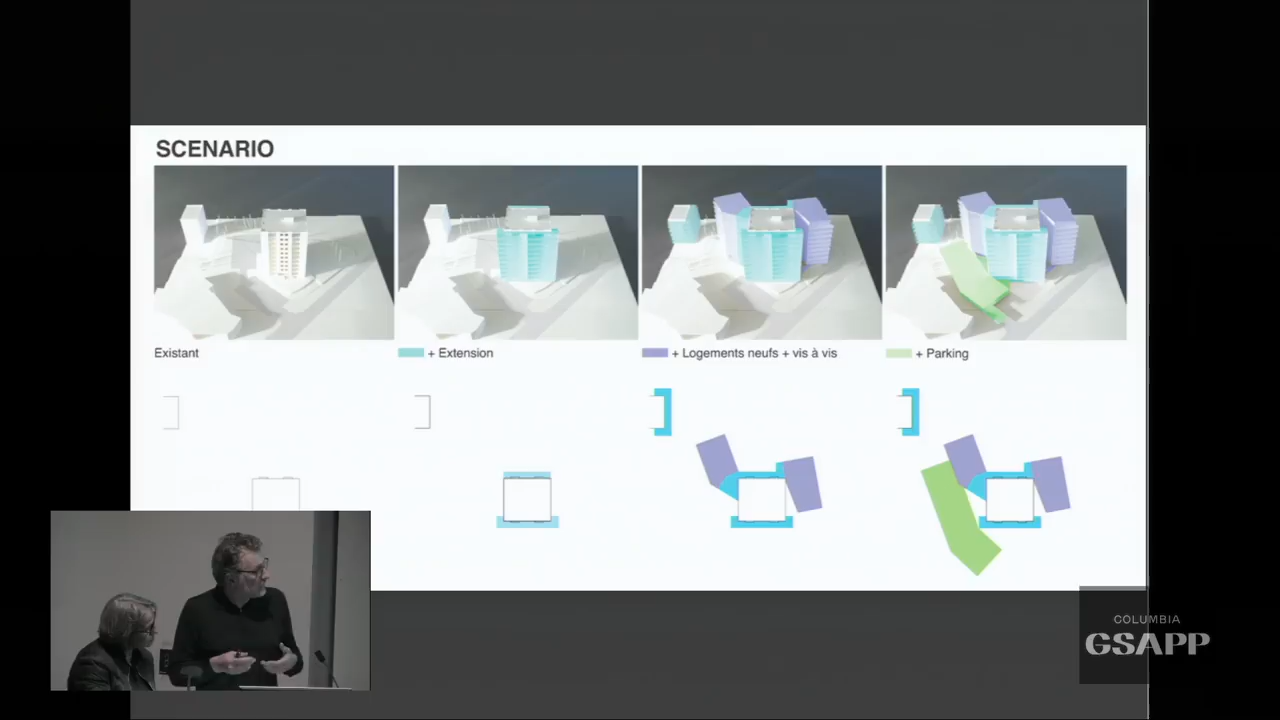 SCENARIO
Existant
+ Extension
+ Logements neufs + vis à vis
+ Parking
COLUMBIA
GSAPP